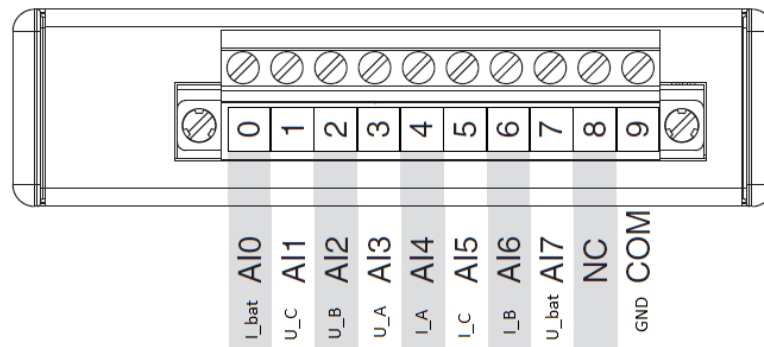 0 1 2 3 4 5 6 7 8 9
I_bat AI0
U_C AI1
U_B AI2
U_A AI3
I_A AI4
I_C AI5
I_B AI6
U_bat AI7
NC
GND COM